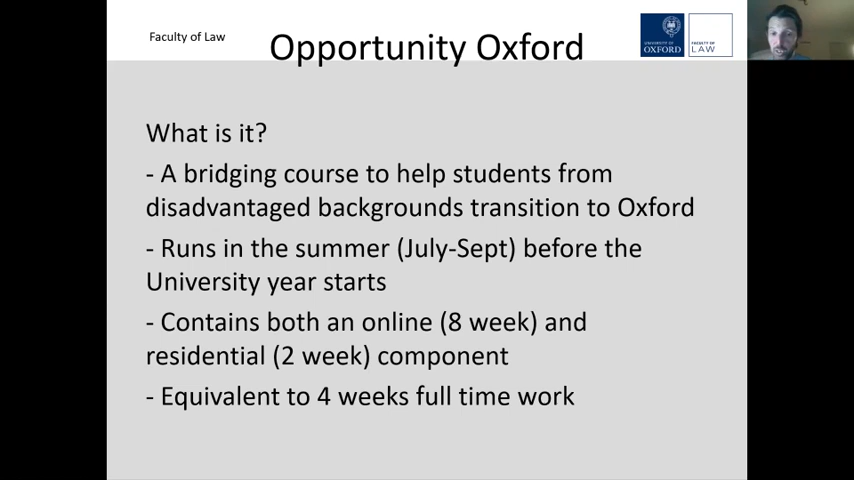 Faculty of Law
Opportunity Oxford
UNIVERSITY OF
OXFORD
FACULTY OF
LAW
What is it?
- A bridging course to help students from
disadvantaged backgrounds transition to Oxford
- Runs in the summer (July-Sept) before the
University year starts
- Contains both an online (8 week) and
residential (2 week) component
- Equivalent to 4 weeks full time work